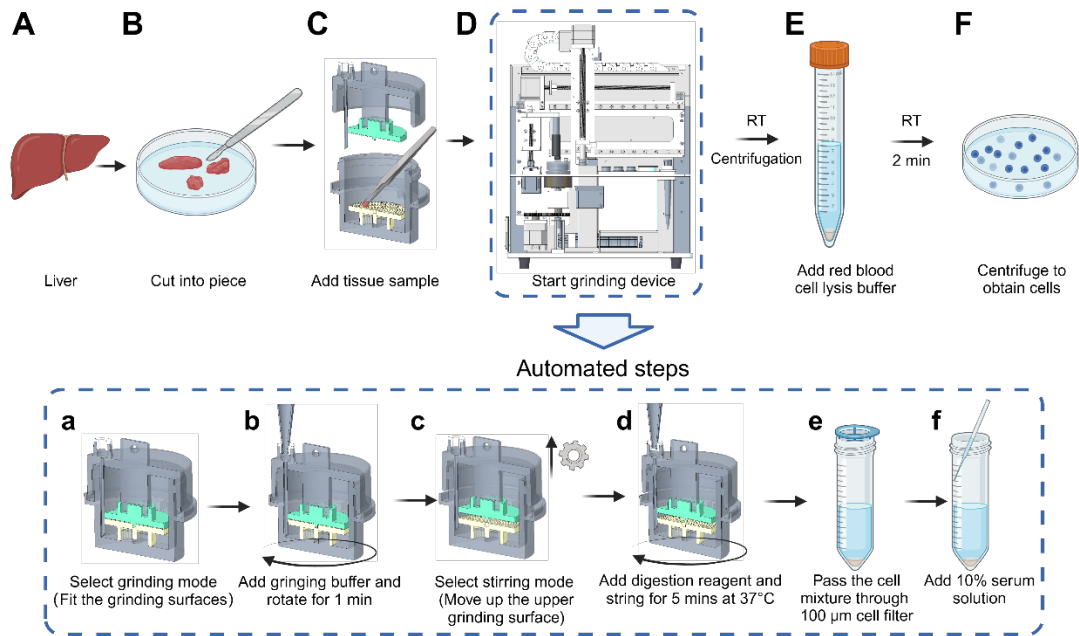 A
B
C
D
E
F
RT
Centrifugation
RT
2 min
Liver
Cut into piece
Add tissue sample
Start grinding device
Add red blood
cell lysis buffer
Centrifuge to
obtain cells
Automated steps
a
b
c
d
e
f
Select grinding mode
(Fit the grinding surfaces)
Add gringing buffer and
rotate for 1 min
Select stirring mode
(Move up the upper
grinding surface)
Add digestion reagent and
string for 5 mins at 37°C
Pass the cell
mixture through
100 μm cell filter
Add 10% serum
solution